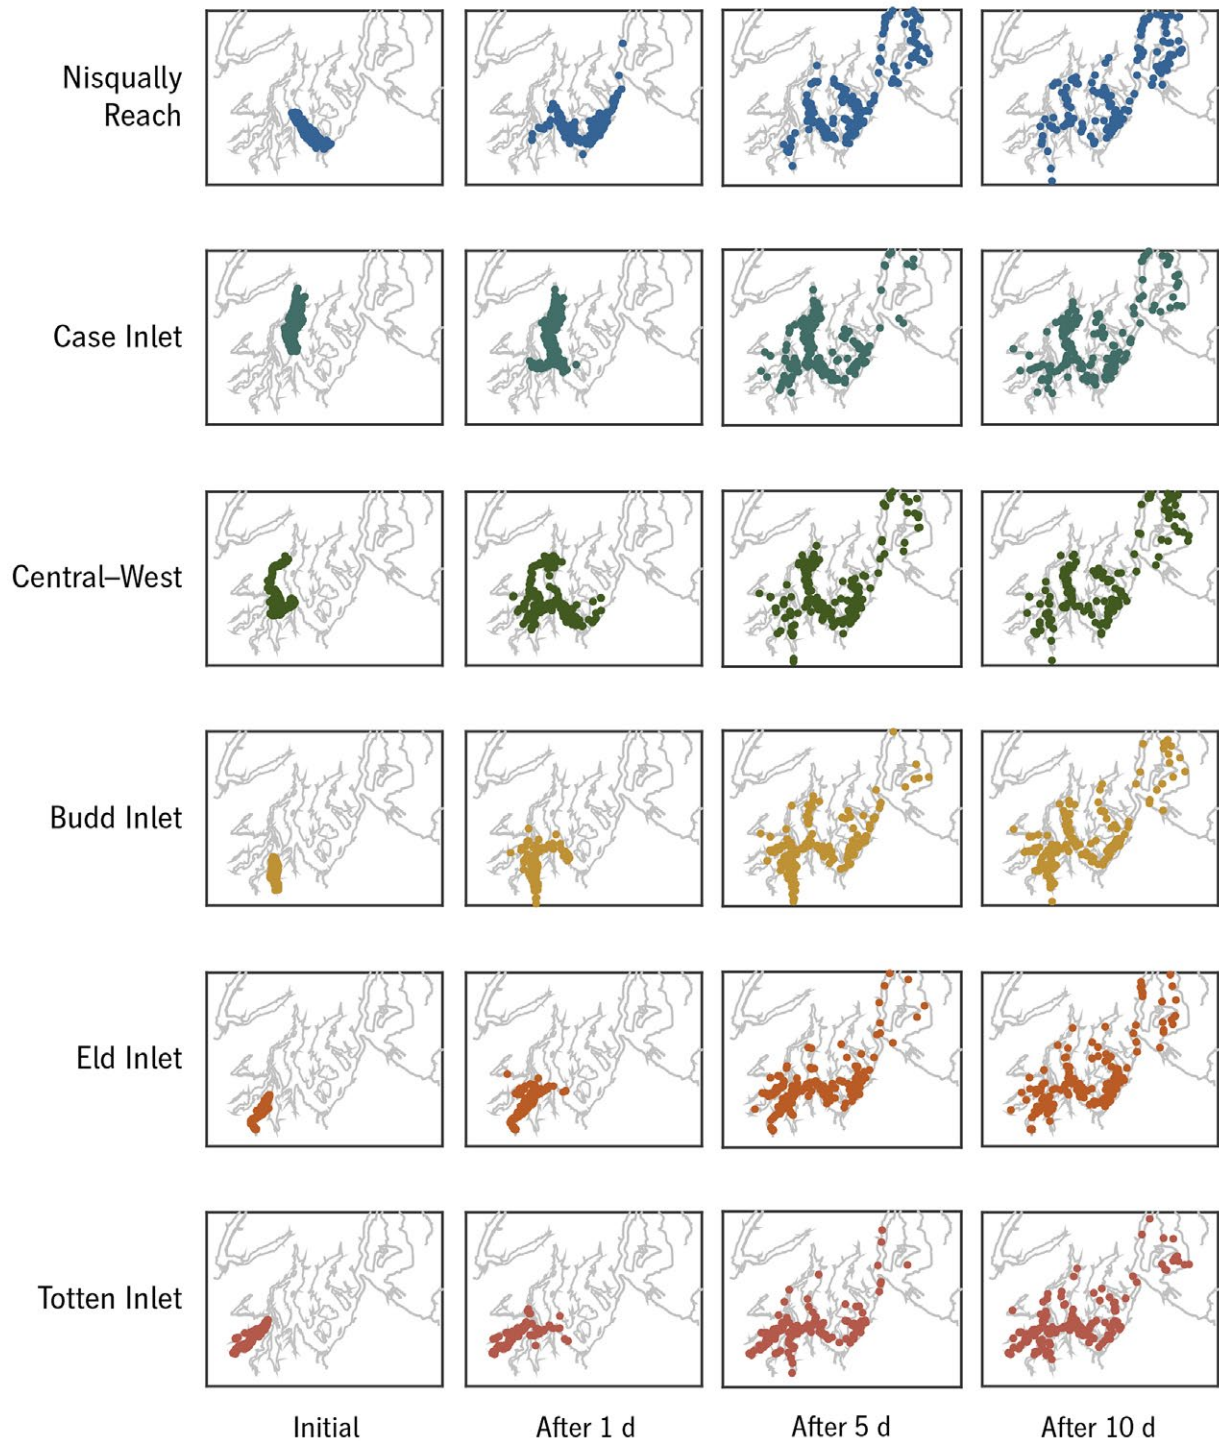 Nisqually
Reach
Case Inlet
Central–West
Budd Inlet
Eld Inlet
Totten Inlet
Initial
After 1 d
After 5 d
After 10 d